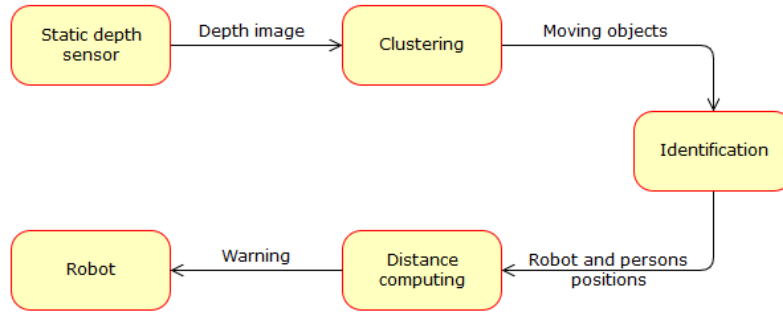 Static depth
sensor
Depth image
Clustering
Moving objects
Identification
Robot and persons
positions
Distance
computing
Warning
Robot